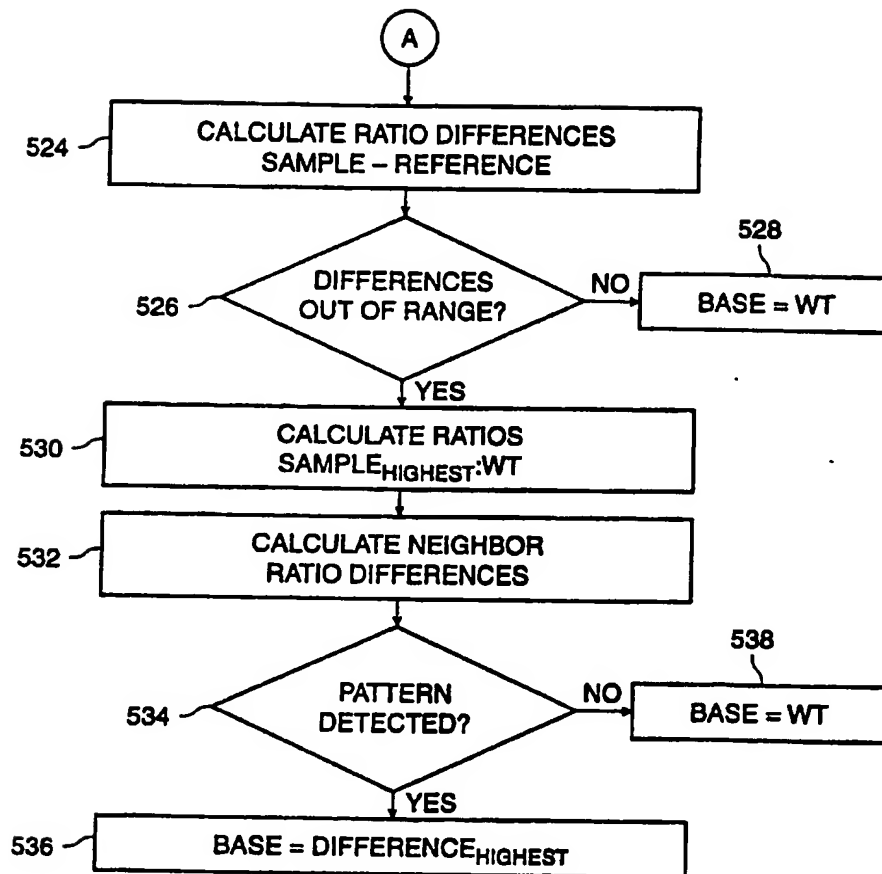 A
524
CALCULATE RATIO DIFFERENCES
SAMPLE – REFERENCE
526
DIFFERENCES
OUT OF RANGE?
NO
528
BASE = WT
YES
530
CALCULATE RATIOS
SAMPLEHIGHEST:WT
532
CALCULATE NEIGHBOR
RATIO DIFFERENCES
534
PATTERN
DETECTED?
NO
538
BASE = WT
YES
536
BASE = DIFFERENCEHIGHEST